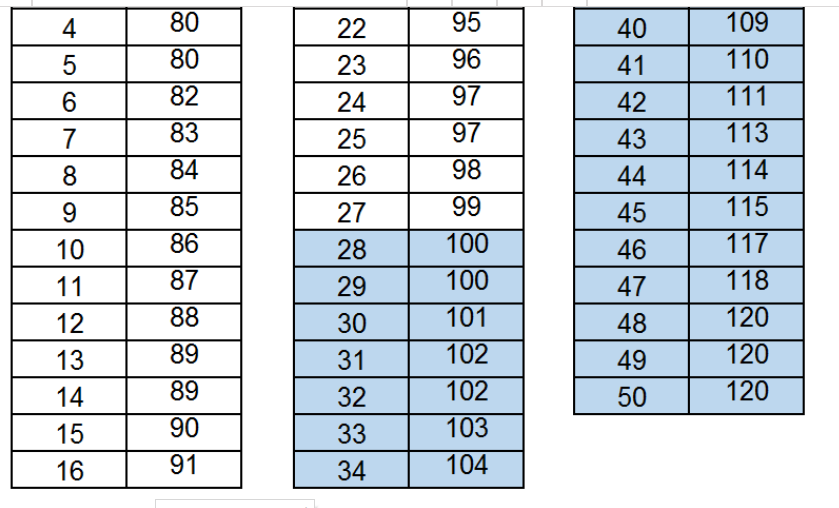 4 80 22 95 40 109
5 80 23 96 41 110
6 82 24 97 42 111
7 83 25 97 43 113
8 84 26 98 44 114
9 85 27 99 45 115
10 86 28 100 46 117
11 87 29 100 47 118
12 88 30 101 48 120
13 89 31 102 49 120
14 89 32 102 50 120
15 90 33 103
16 91 34 104